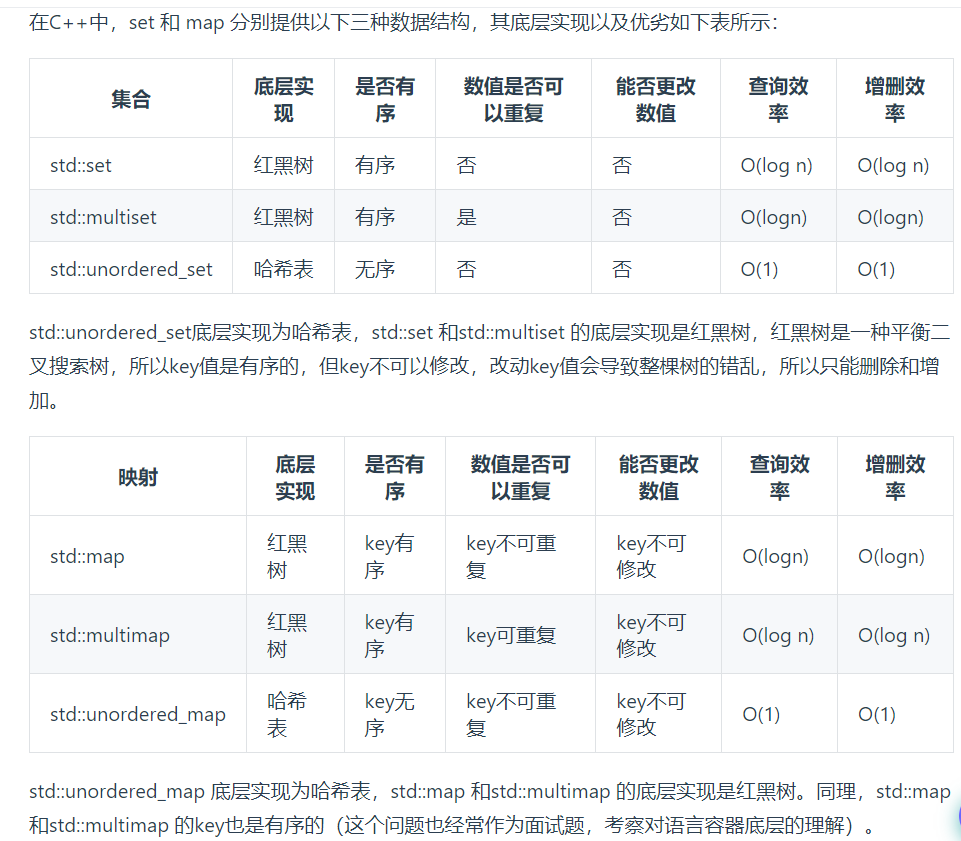 在C++中，set 和 map 分别提供以下三种数据结构，其底层实现以及优劣如下表所示：
集合 底层实现 是否有序 数值是否可以重复 能否更改数值 查询效率 增删效率
std::set 红黑树 有序 否 否 O(log n) O(log n)
std::multiset 红黑树 有序 是 否 O(logn) O(logn)
std::unordered_set 哈希表 无序 否 否 O(1) O(1)
std::unordered_set底层实现为哈希表，std::set 和std::multiset 的底层实现是红黑树，红黑树是一种平衡二
叉搜索树，所以key值是有序的，但key不可以修改，改动key值会导致整棵树的错乱，所以只能删除和增
加。
映射 底层实现 是否有序 数值是否可以重复 能否更改数值 查询效率 增删效率
std::map 红黑树 key有序 key不可重复 key不可修改 O(logn) O(logn)
std::multimap 红黑树 key有序 key可重复 key不可修改 O(log n) O(log n)
std::unordered_map 哈希表 key无序 key不可重复 key不可修改 O(1) O(1)
std::unordered_map 底层实现为哈希表，std::map 和std::multimap 的底层实现是红黑树。同理，std::map
和std::multimap 的key也是有序的（这个问题也经常作为面试题，考察对语言容器底层的理解）。